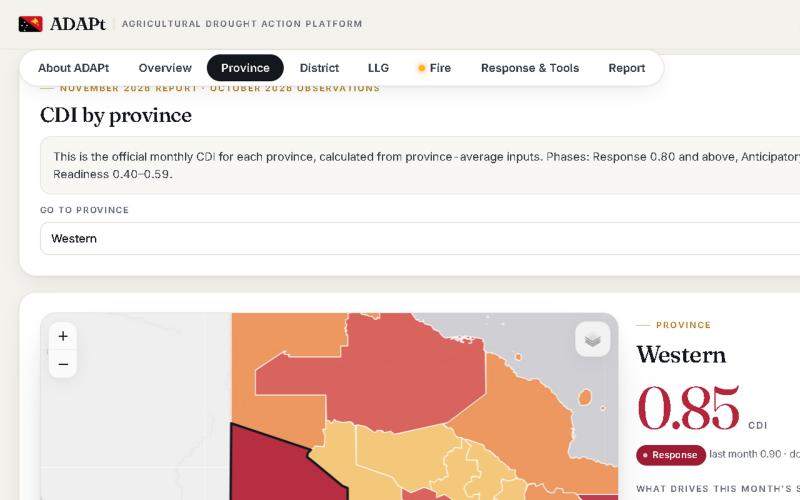 ADAPt
AGRICULTURAL DROUGHT ACTION PLATFORM
About ADAPt
Overview
Province
District
LLG
Fire
Response & Tools
Report
NOVEMBER 2026 REPORT · OCTOBER 2026 OBSERVATIONS
CDI by province
This is the official monthly CDI for each province, calculated from province-average inputs. Phases: Response 0.80 and above, Anticipatory
Readiness 0.40–0.59.
GO TO PROVINCE
Western
+
−
PROVINCE
Western
0.85 CDI
Response last month 0.90 ·
WHAT DRIVES THIS MONTH'S